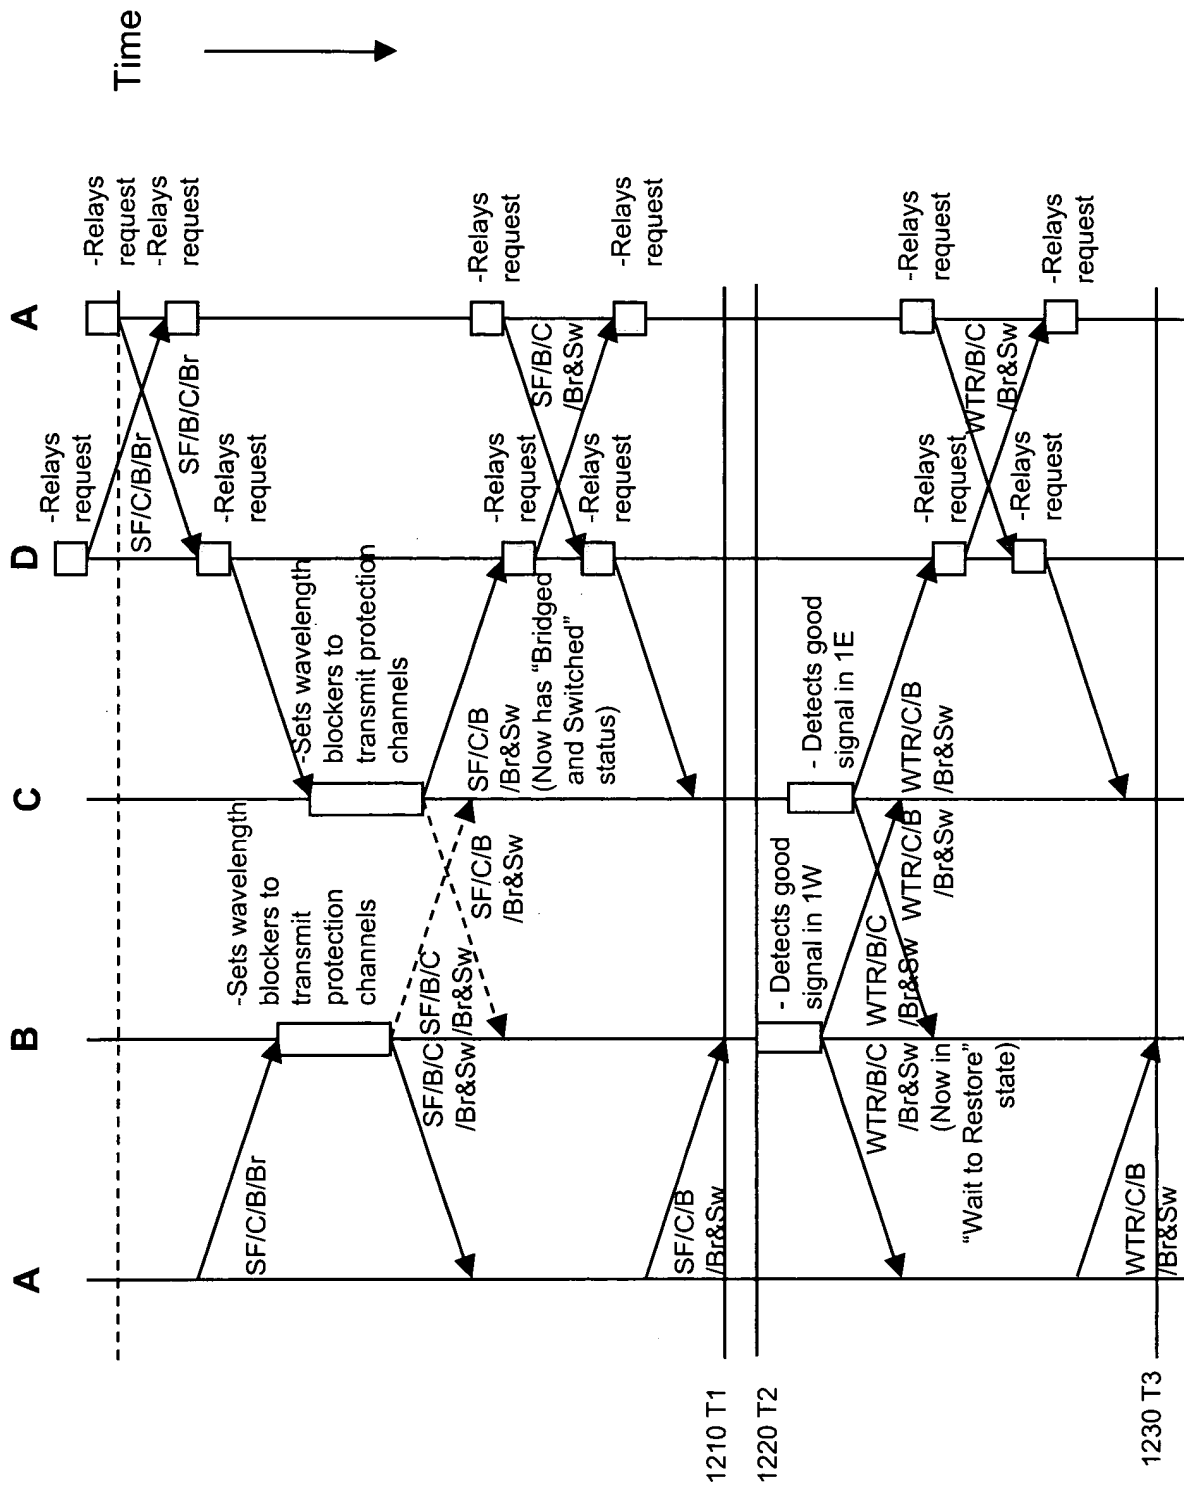 A
B
C
D
A
Time
-Relays
request
-Relays
request
-Relays
request
SF/C/B/Br
SF/B/C/Br
-Relays
request
SF/C/B/Br
-Sets wavelength
blockers to
transmit
protection
channels
-Sets wavelength
blockers to
transmit protection
channels
SF/B/C
/Br&Sw
SF/B/C
/Br&Sw
SF/C/B
/Br&Sw
SF/C/B
/Br&Sw
(Now has “Bridged
and Switched”
status)
-Relays
request
-Relays
request
-Relays
request
SF/B/C
/Br&Sw
-Relays
request
SF/C/B
/Br&Sw
1210 T1
1220 T2
- Detects good
signal in 1W
- Detects good
signal in 1E
WTR/B/C
/Br&Sw
(Now in
“Wait to Restore”
state)
WTR/B/C
/Br&Sw
WTR/C/B
/Br&Sw
WTR/C/B
/Br&Sw
-Relays
request
-Relays
request
-Relays
request
WTR/B/C
/Br&Sw
-Relays
request
WTR/C/B
/Br&Sw
1230 T3